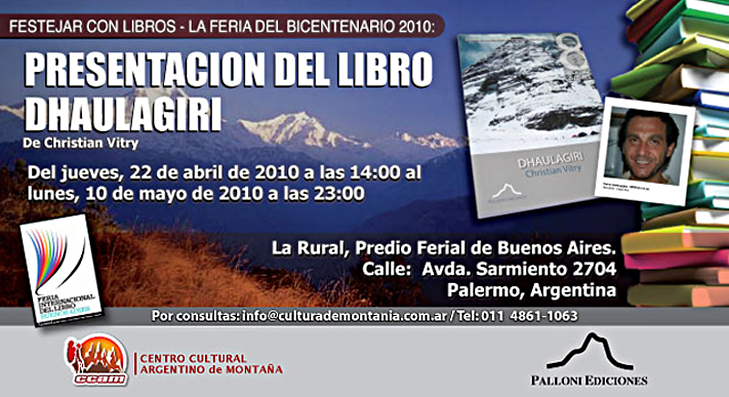 FESTEJAR CON LIBROS - LA FERIA DEL BICENTENARIO 2010:
PRESENTACION DEL LIBRO
DHAULAGIRI
De Christian Vitry
Del jueves, 22 de abril de 2010 a las 14:00 al
lunes, 10 de mayo de 2010 a las 23:00
DHAULAGIRI
Christian Vitry
La Rural, Predio Ferial de Buenos Aires.
Calle: Avda. Sarmiento 2704
Palermo, Argentina
FERIA
INTERNACIONAL
DEL LIBRO
BUENOS AIRES
Por consultas: info@culturademontania.com.ar / Tel: 011 4861-1063
ccam
CENTRO CULTURAL
ARGENTINO de MONTAÑA
PALLONI EDICIONES